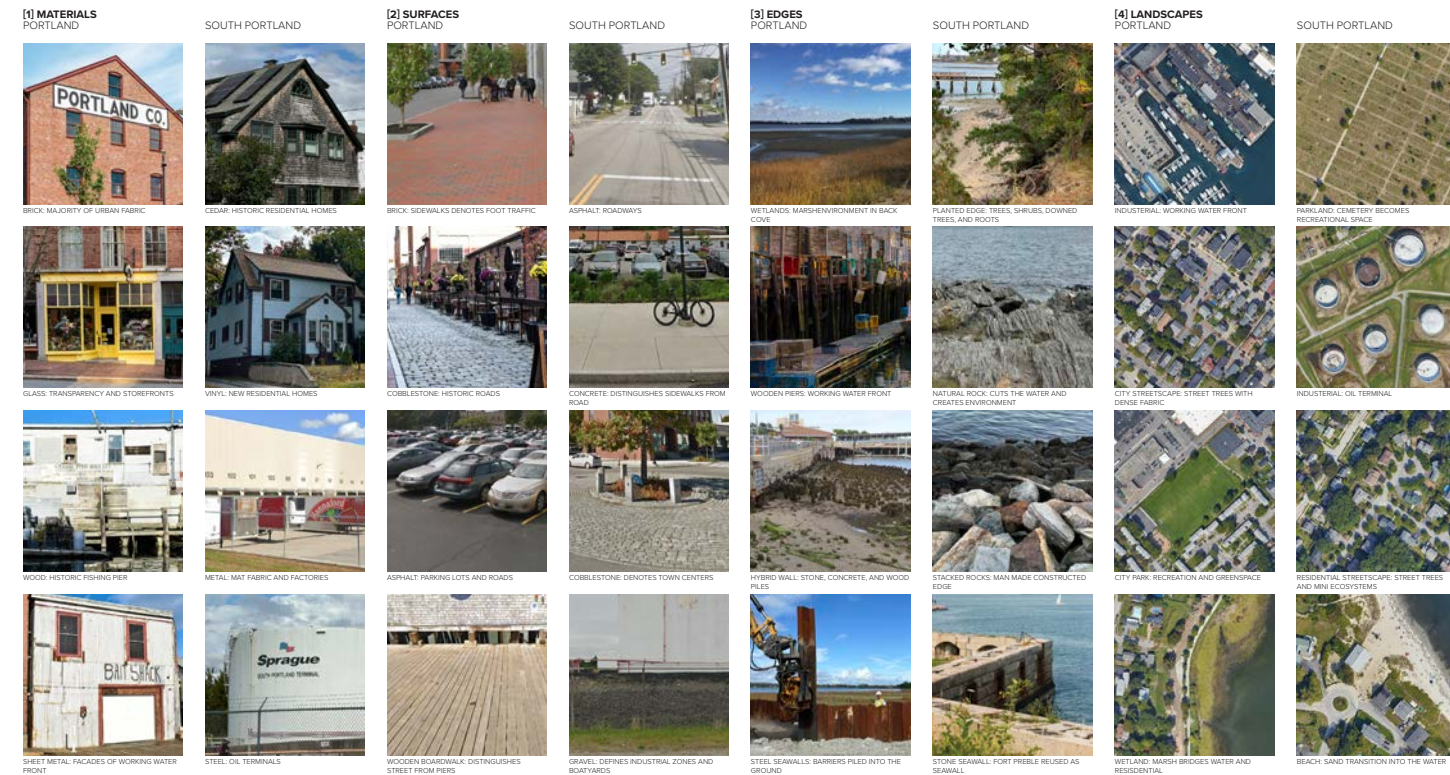 [1] MATERIALS
PORTLAND
SOUTH PORTLAND
[2] SURFACES
PORTLAND
SOUTH PORTLAND
[3] EDGES
PORTLAND
SOUTH PORTLAND
[4] LANDSCAPES
PORTLAND
SOUTH PORTLAND
PORTLAND CO.
BRICK: MAJORITY OF URBAN FABRIC
CEDAR: HISTORIC RESIDENTIAL HOMES
BRICK: SIDEWALKS DENOTES FOOT TRAFFIC
ASPHALT: ROADWAYS
WETLANDS: MARSHENVIRONMENT IN BACK
COVE
PLANTED EDGE: TREES, SHRUBS, DOWNED
TREES, AND ROOTS
INDUSTERIAL: WORKING WATER FRONT
PARKLAND: CEMETERY BECOMES
RECREATIONAL SPACE
GLASS: TRANSPARENCY AND STOREFRONTS
VINYL: NEW RESIDENTIAL HOMES
COBBLESTONE: HISTORIC ROADS
CONCRETE: DISTINGUISHES SIDEWALKS FROM
ROAD
WOODEN PIERS: WORKING WATER FRONT
NATURAL ROCK: CUTS THE WATER AND
CREATES ENVIRONMENT
CITY STREETSCAPE: STREET TREES WITH
DENSE FABRIC
INDUSTERIAL: OIL TERMINAL
WOOD: HISTORIC FISHING PIER
METAL: MAT FABRIC AND FACTORIES
ASPHALT: PARKING LOTS AND ROADS
COBBLESTONE: DENOTES TOWN CENTERS
HYBRID WALL: STONE, CONCRETE, AND WOOD
PILES
STACKED ROCKS: MAN MADE CONSTRUCTED
EDGE
CITY PARK: RECREATION AND GREENSPACE
RESIDENTIAL STREETSCAPE: STREET TREES
AND MINI ECOSYSTEMS
BAIT SHACK
Sprague
SOUTH PORTLAND TERMINAL
SHEET METAL: FACADES OF WORKING WATER
FRONT
STEEL: OIL TERMINALS
WOODEN BOARDWALK: DISTINGUISHES
STREET FROM PIERS
GRAVEL: DEFINES INDUSTRIAL ZONES AND
BOATYARDS
STEEL SEAWALLS: BARRIERS PILED INTO THE
GROUND
STONE SEAWALL: FORT PREBLE REUSED AS
SEAWALL
WETLAND: MARSH BRIDGES WATER AND
RESISDENTIAL
BEACH: SAND TRANSITION INTO THE WATER